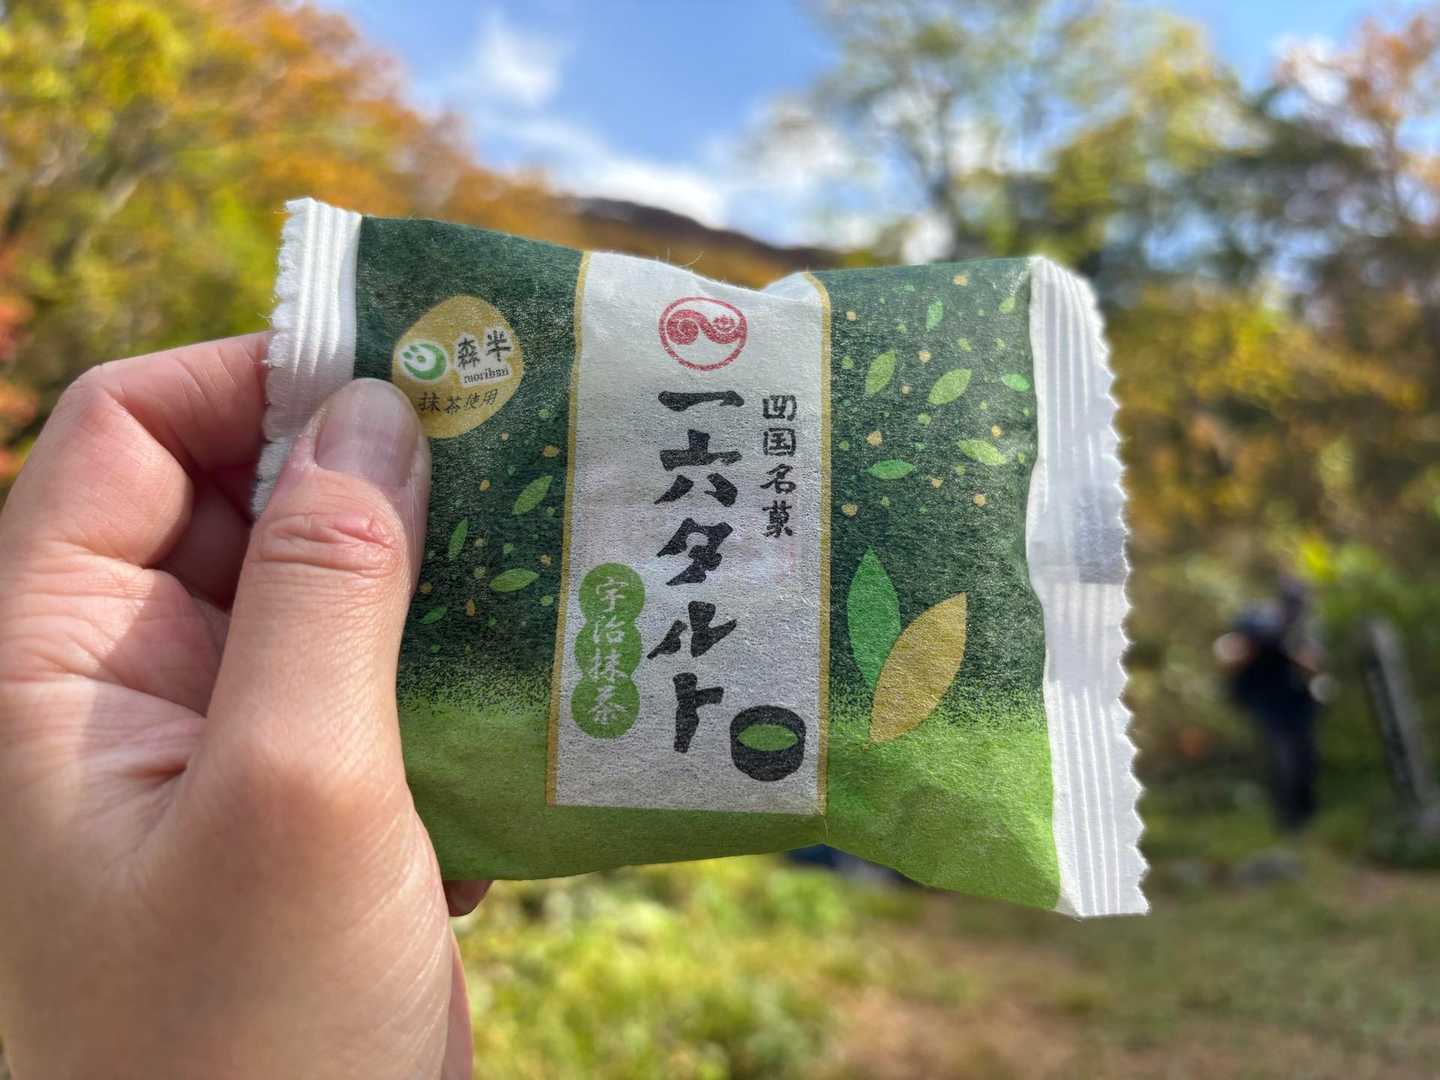 森半
morihan
抹茶使用
四国名菓
一六タルト
宇治抹茶